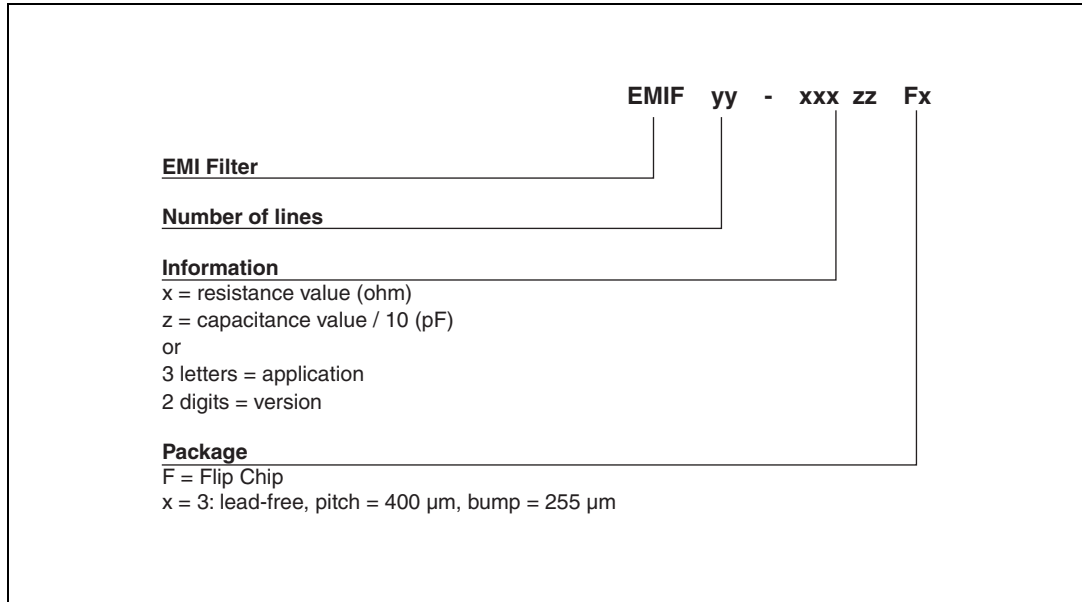 EMIF yy - xxx zz Fx
EMI Filter
Number of lines
Information
x = resistance value (ohm)
z = capacitance value / 10 (pF)
or
3 letters = application
2 digits = version
Package
F = Flip Chip
x = 3: lead-free, pitch = 400 µm, bump = 255 µm